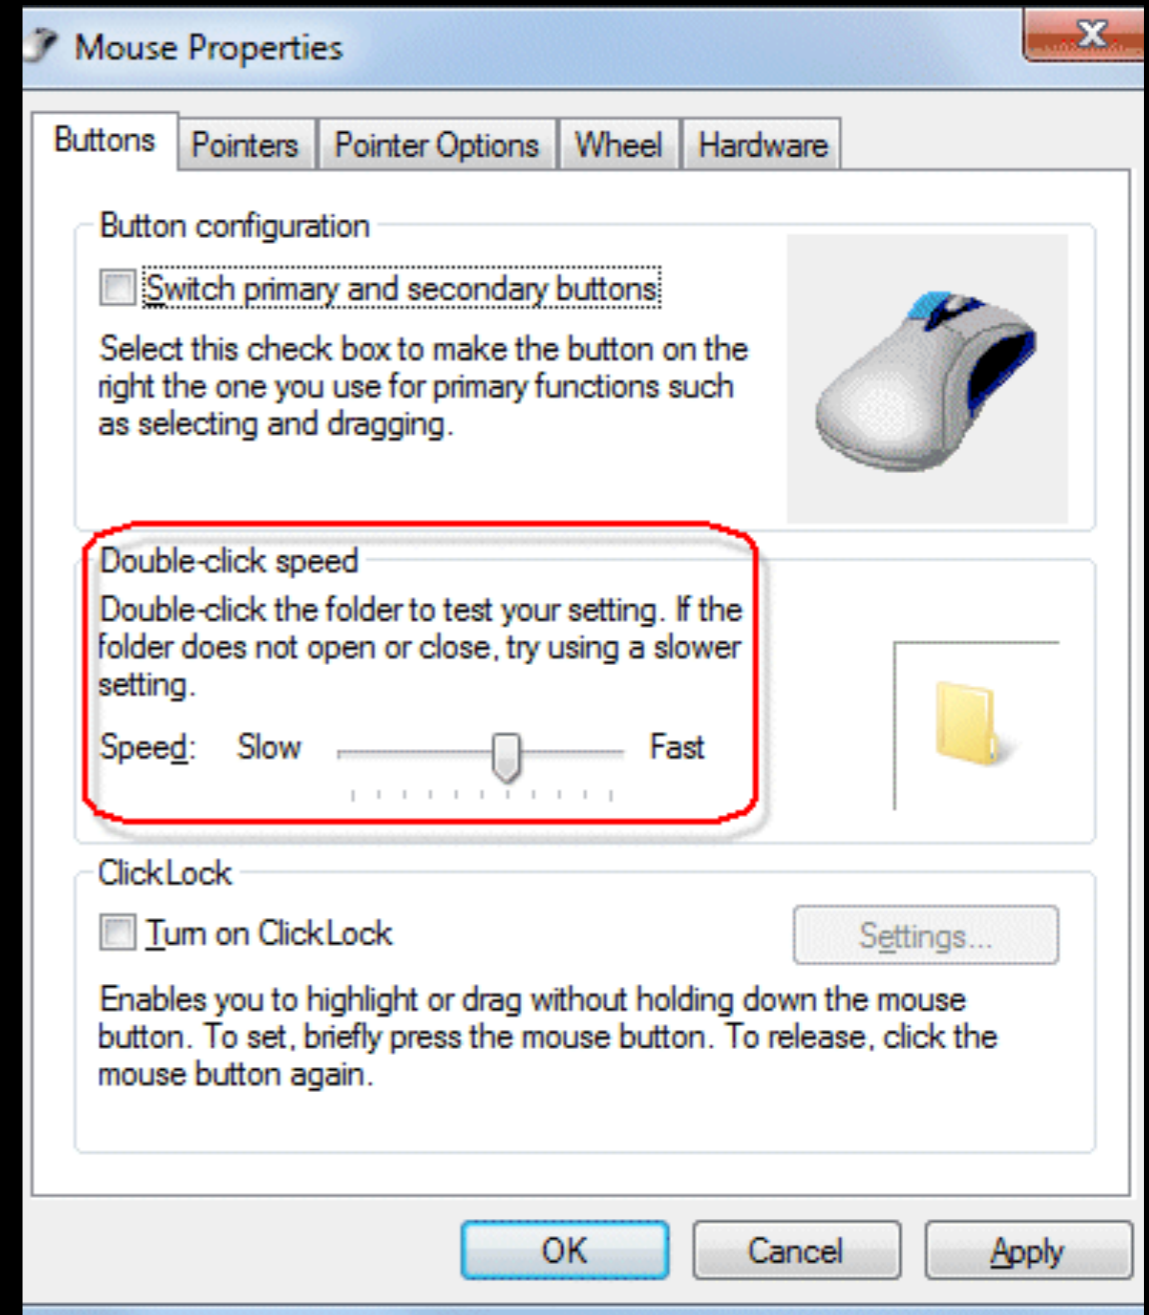 Mouse Properties
Buttons Pointers Pointer Options Wheel Hardware
Button configuration
Switch primary and secondary buttons
Select this check box to make the button on the
right the one you use for primary functions such
as selecting and dragging.
Double-click speed
Double-click the folder to test your setting. If the
folder does not open or close, try using a slower
setting.
Speed: Slow Fast
ClickLock
Turn on ClickLock
Settings...
Enables you to highlight or drag without holding down the mouse
button. To set, briefly press the mouse button. To release, click the
mouse button again.
OK Cancel Apply